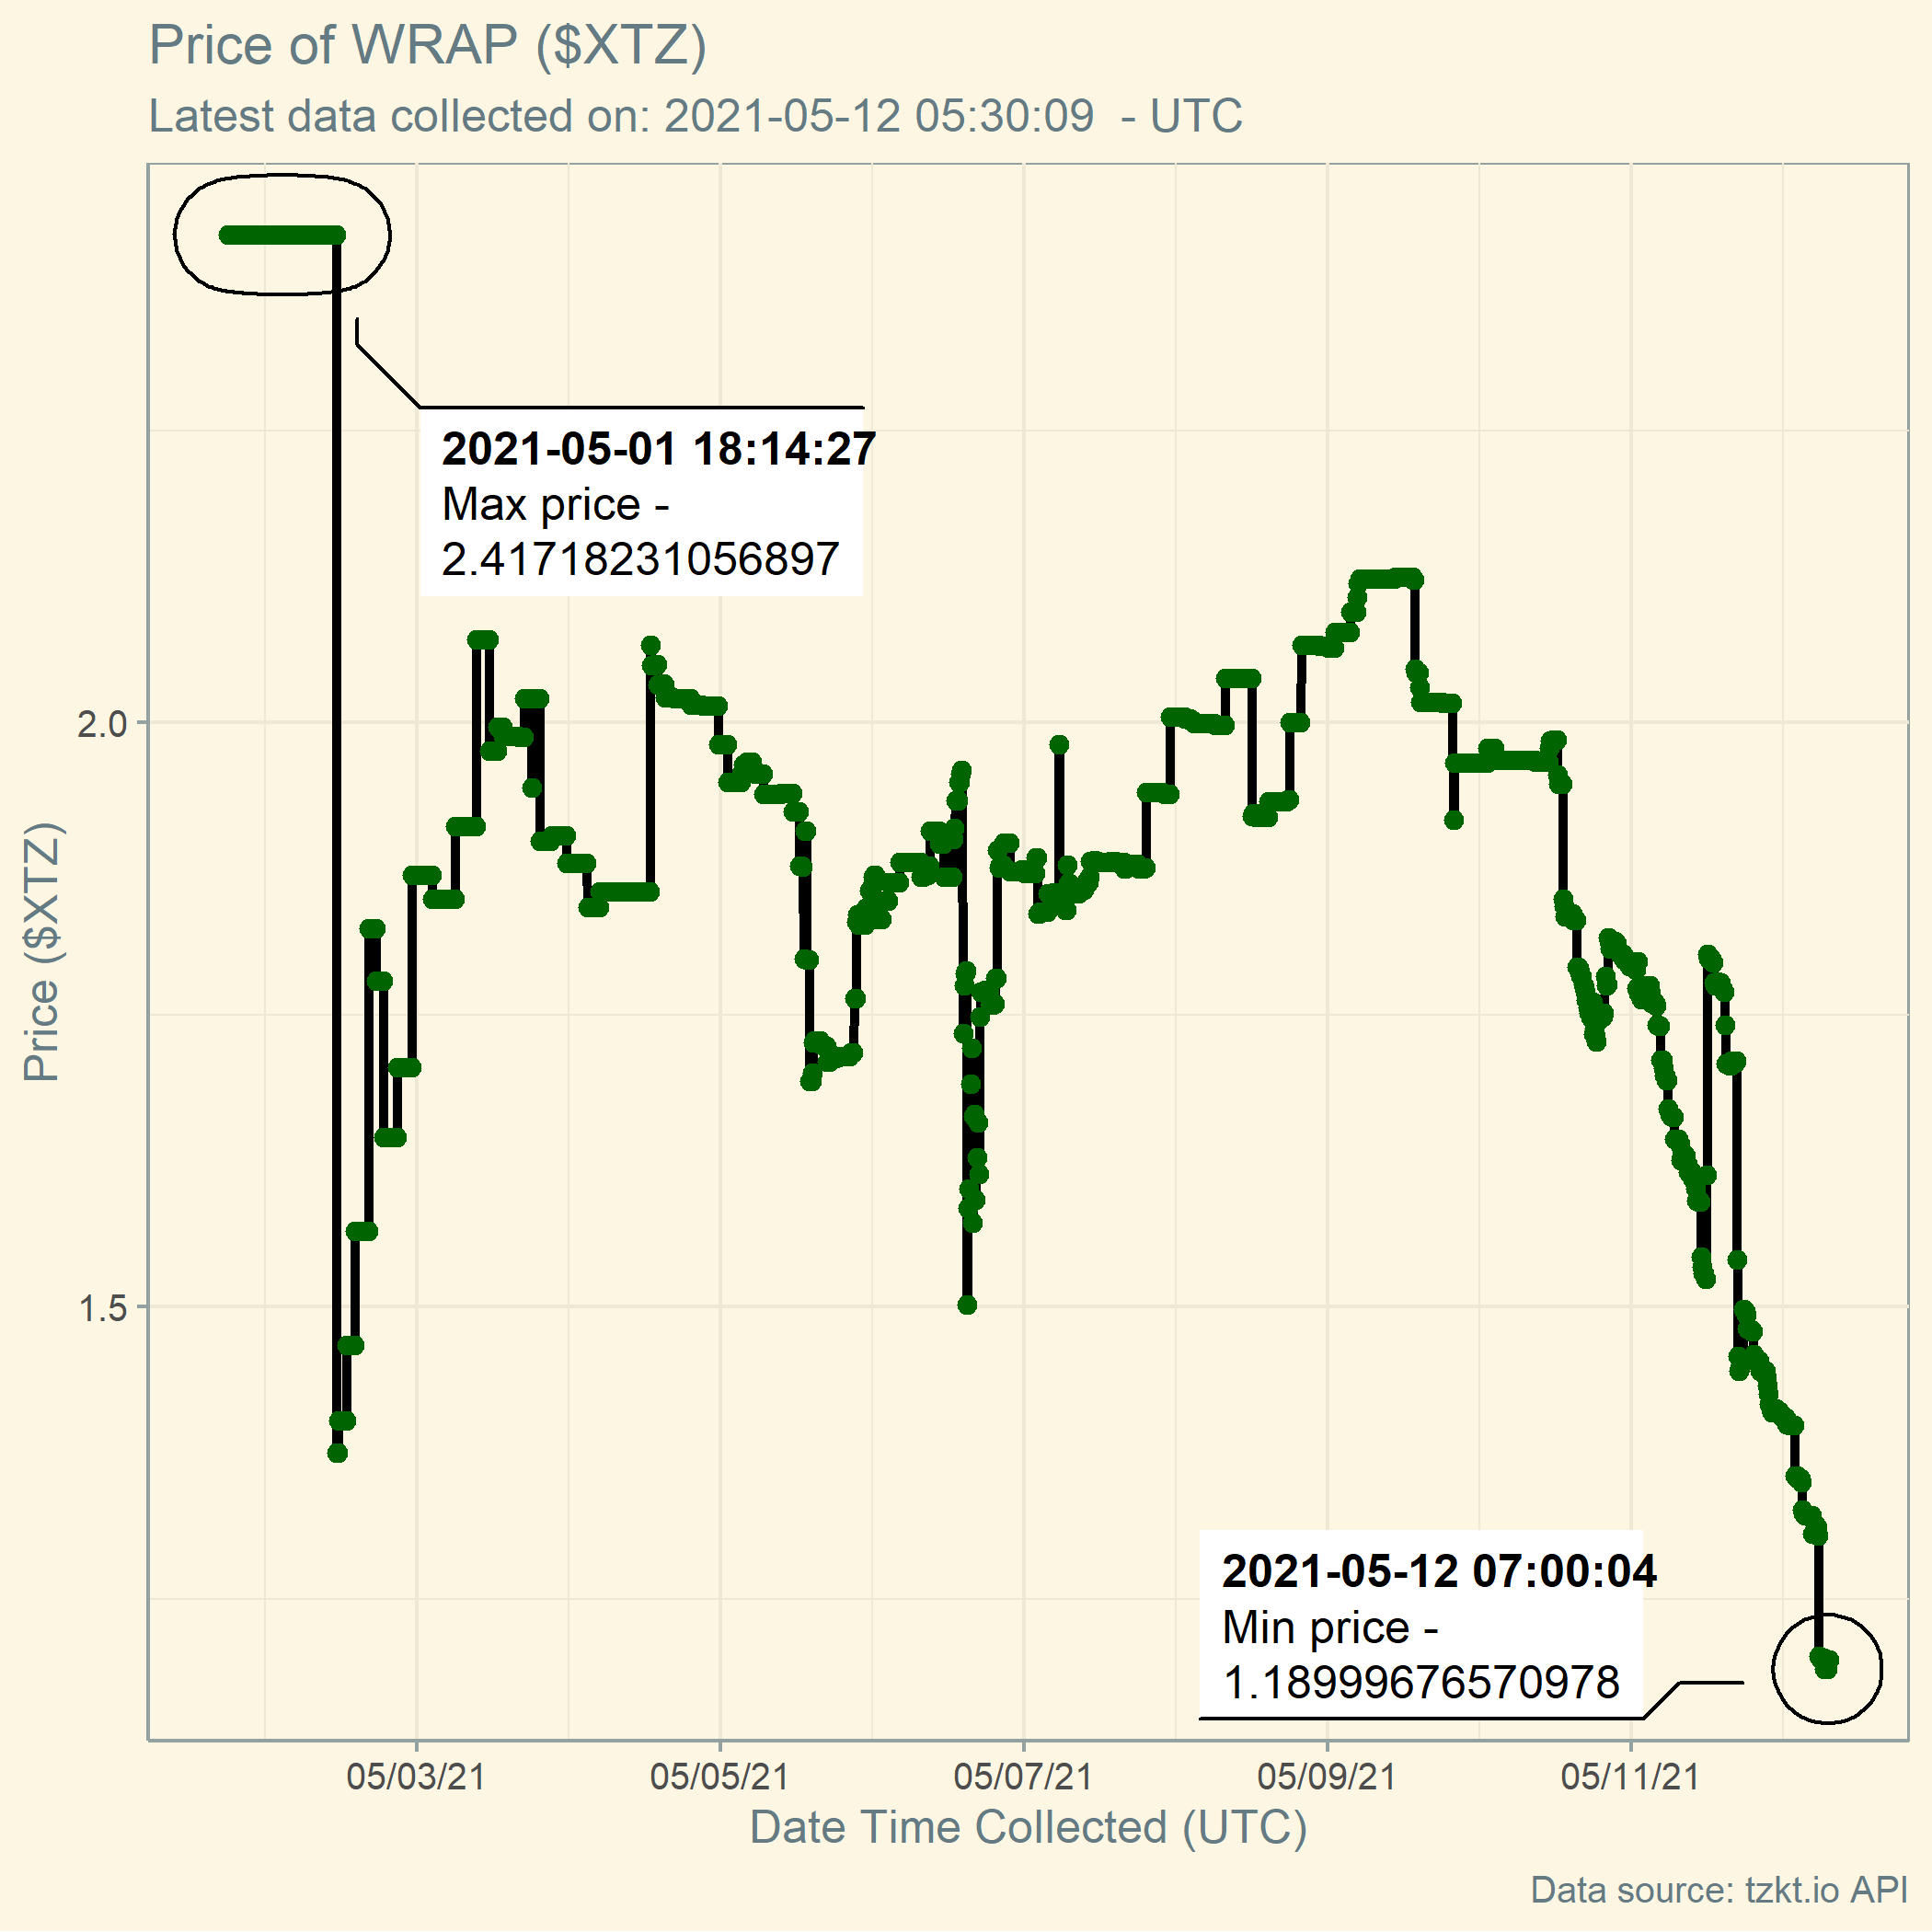 Price of WRAP ($XTZ)
Latest data collected on: 2021-05-12 05:30:09  - UTC
2021-05-01 18:14:27
Max price -
2.41718231056897
2.0
Price ($XTZ)
1.5
2021-05-12 07:00:04
Min price -
1.18999676570978
05/03/21 05/05/21 05/07/21 05/09/21 05/11/21
Date Time Collected (UTC)
Data source: tzkt.io API